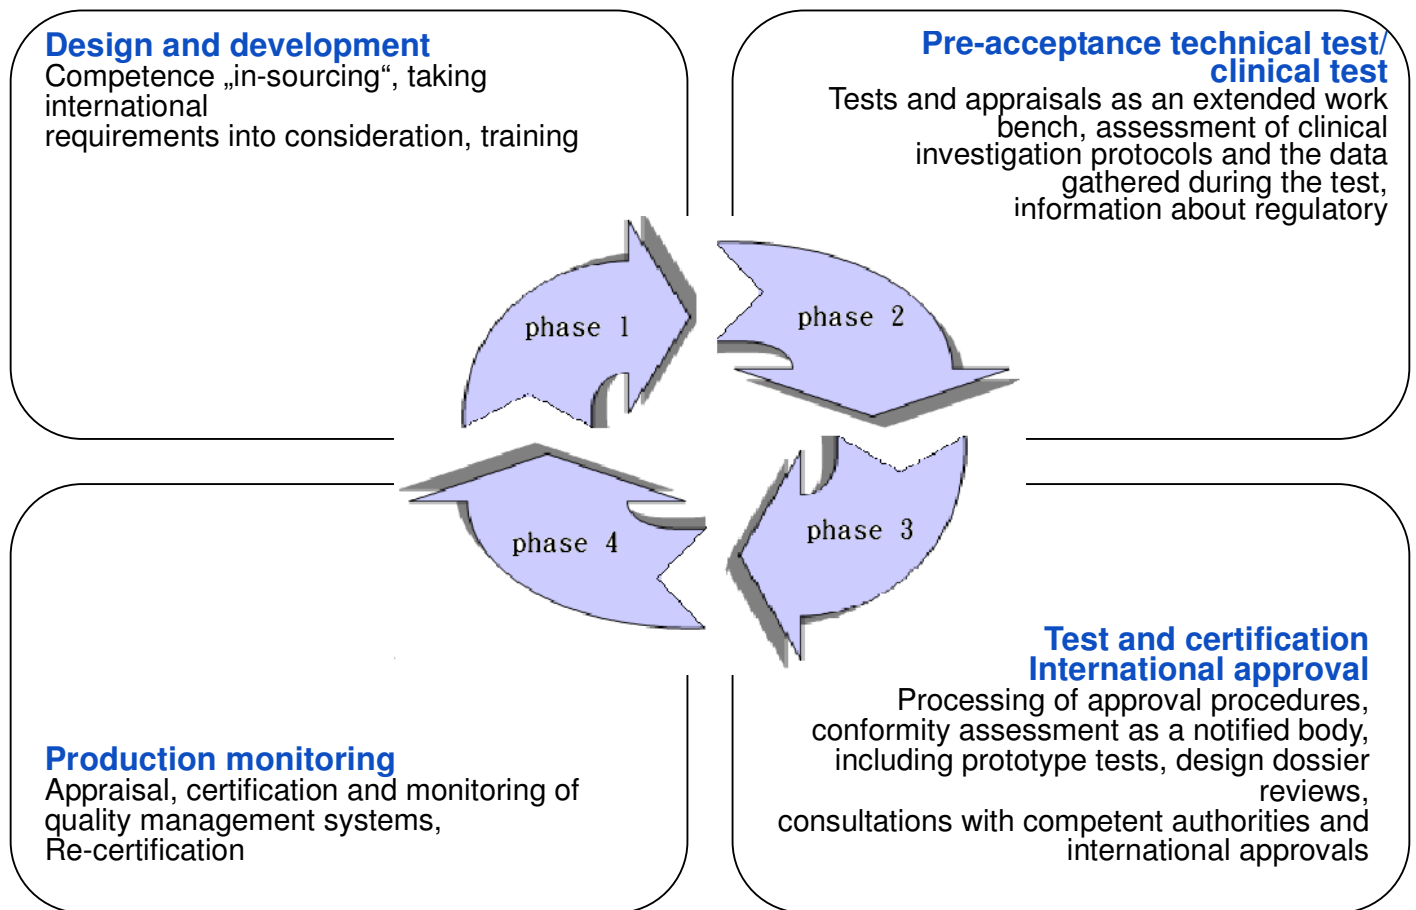 Design and development
Competence „in-sourcing“, taking
international
requirements into consideration, training
Pre-acceptance technical test/
clinical test
Tests and appraisals as an extended work
bench, assessment of clinical
investigation protocols and the data
gathered during the test,
information about regulatory
phase 1
phase 2
phase 3
phase 4
Test and certification
International approval
Processing of approval procedures,
conformity assessment as a notified body,
including prototype tests, design dossier
reviews,
consultations with competent authorities and
international approvals
Production monitoring
Appraisal, certification and monitoring of
quality management systems,
Re-certification